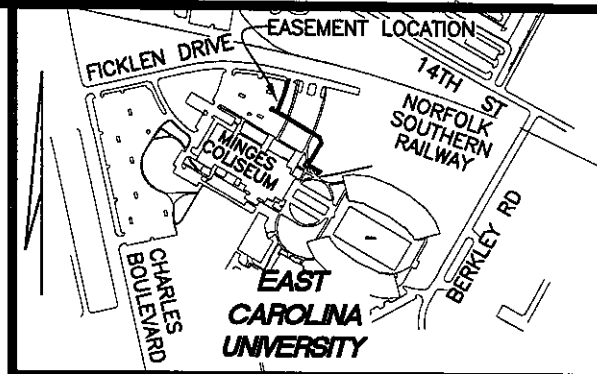 EASEMENT LOCATION
FICKLEN DRIVE
14TH ST
NORFOLK
SOUTHERN
RAILWAY
MINGES
COLISEUM
BERKLEY RD
CHARLES
BOULEVARD
EAST
CAROLINA
UNIVERSITY